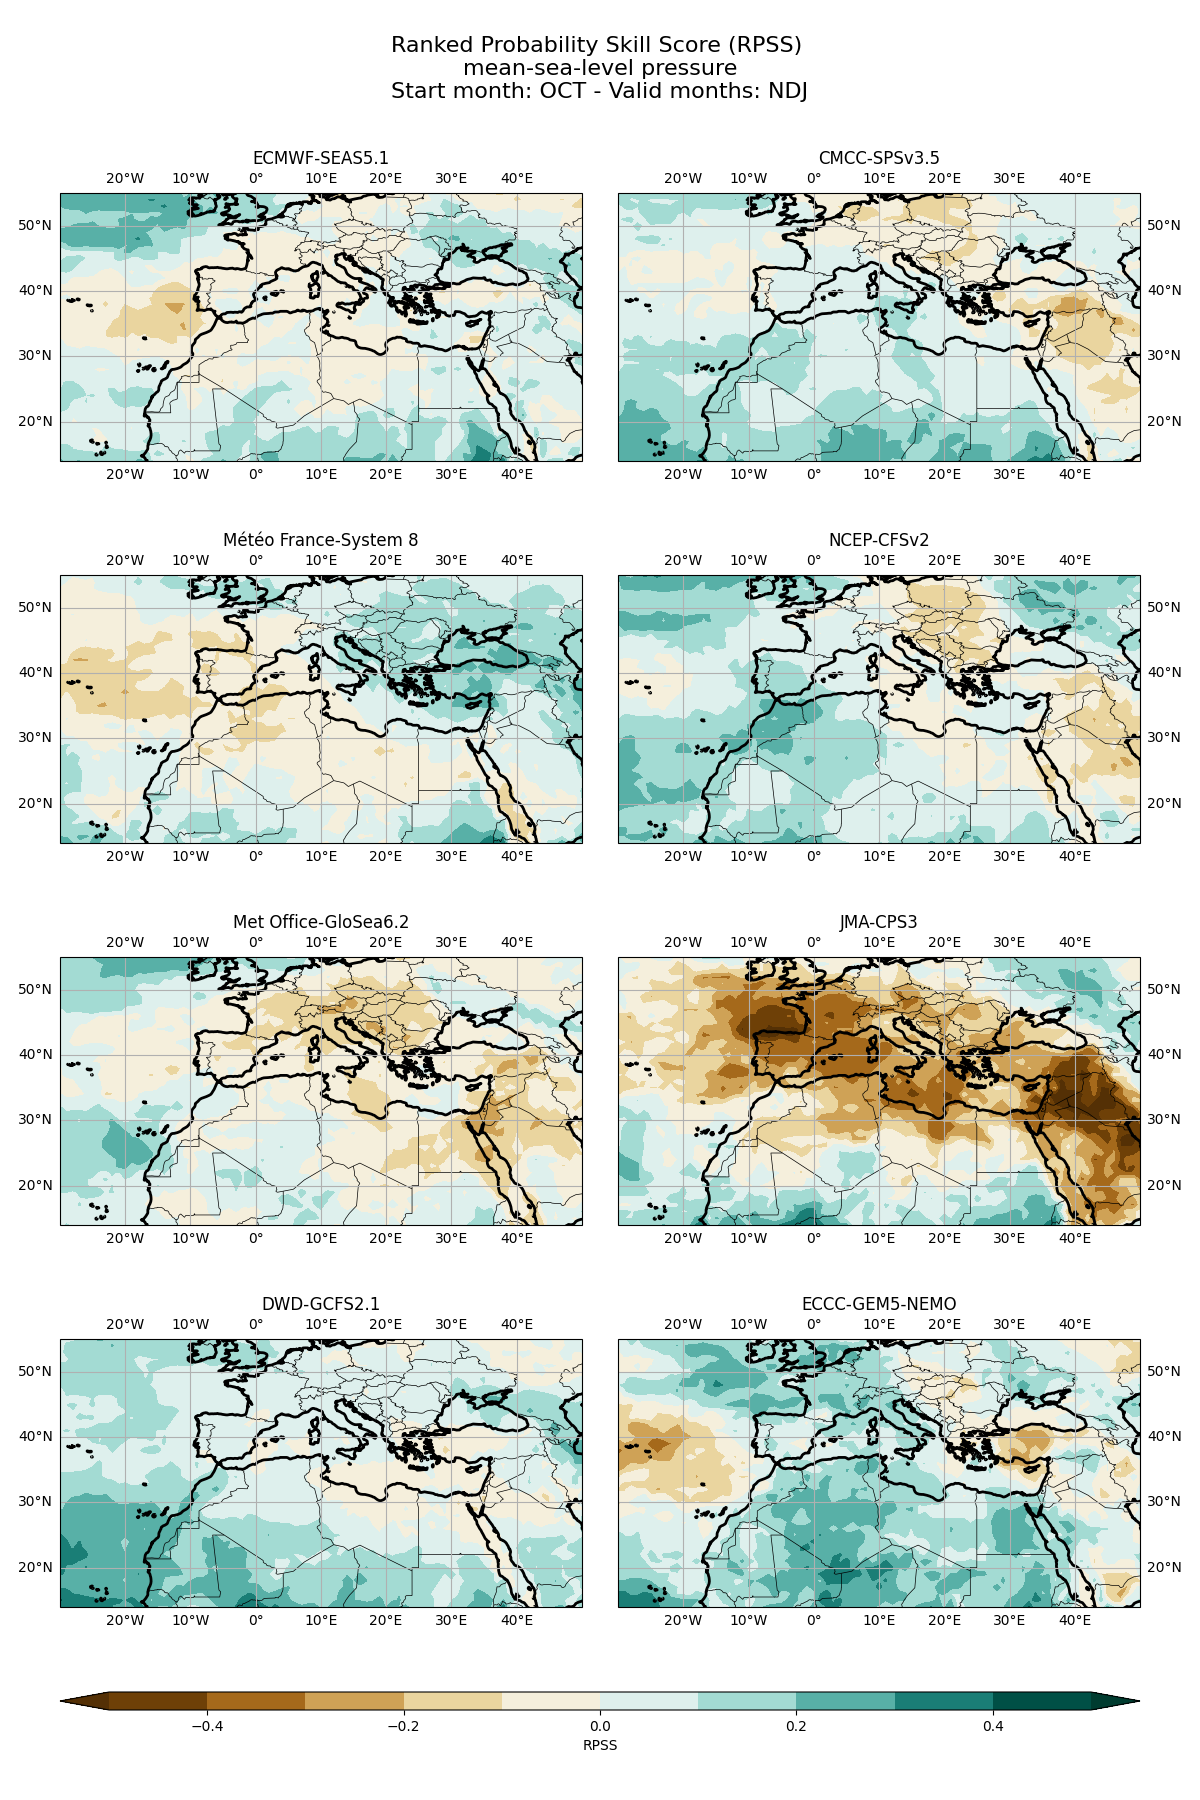 Ranked Probability Skill Score (RPSS)
mean-sea-level pressure
Start month: OCT - Valid months: NDJ
ECMWF-SEAS5.1
20°W 10°W 0° 10°E 20°E 30°E 40°E
50°N
40°N
30°N
20°N
20°W 10°W 0° 10°E 20°E 30°E 40°E
CMCC-SPSv3.5
20°W 10°W 0° 10°E 20°E 30°E 40°E
50°N
40°N
30°N
20°N
20°W 10°W 0° 10°E 20°E 30°E 40°E
Météo France-System 8
20°W 10°W 0° 10°E 20°E 30°E 40°E
50°N
40°N
30°N
20°N
20°W 10°W 0° 10°E 20°E 30°E 40°E
NCEP-CFSv2
20°W 10°W 0° 10°E 20°E 30°E 40°E
50°N
40°N
30°N
20°N
20°W 10°W 0° 10°E 20°E 30°E 40°E
Met Office-GloSea6.2
20°W 10°W 0° 10°E 20°E 30°E 40°E
50°N
40°N
30°N
20°N
20°W 10°W 0° 10°E 20°E 30°E 40°E
JMA-CPS3
20°W 10°W 0° 10°E 20°E 30°E 40°E
50°N
40°N
30°N
20°N
20°W 10°W 0° 10°E 20°E 30°E 40°E
DWD-GCFS2.1
20°W 10°W 0° 10°E 20°E 30°E 40°E
50°N
40°N
30°N
20°N
20°W 10°W 0° 10°E 20°E 30°E 40°E
ECCC-GEM5-NEMO
20°W 10°W 0° 10°E 20°E 30°E 40°E
50°N
40°N
30°N
20°N
20°W 10°W 0° 10°E 20°E 30°E 40°E
−0.4 −0.2 0.0 0.2 0.4
RPSS